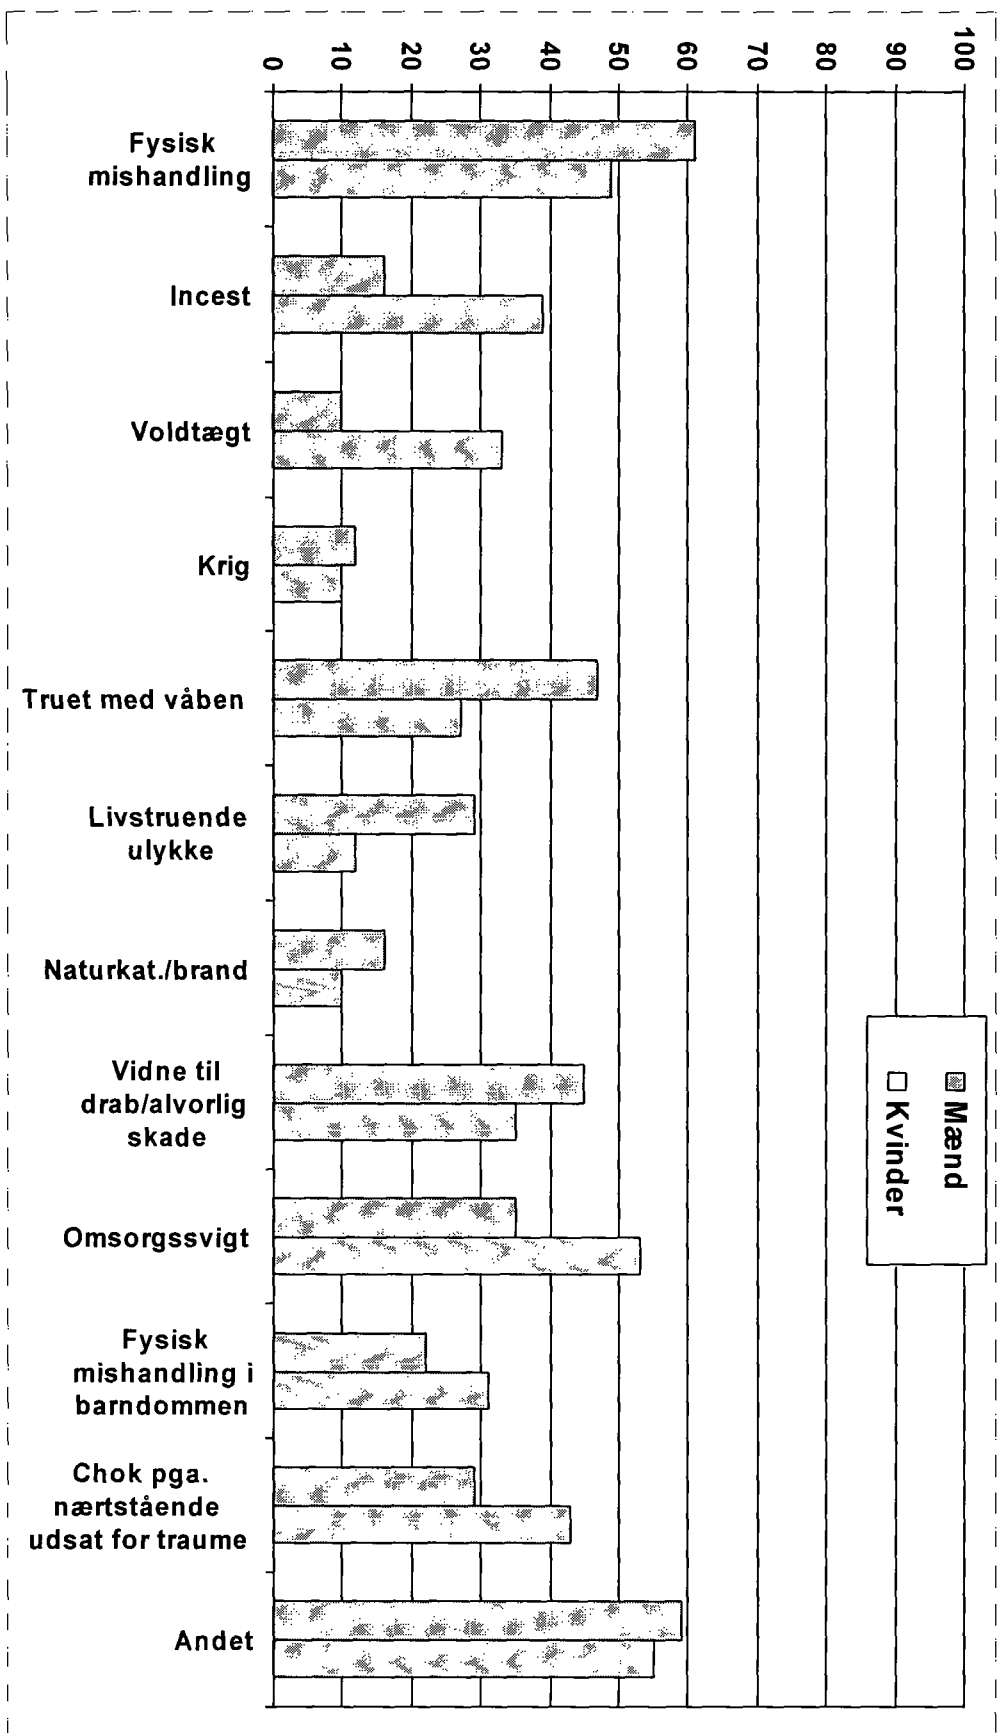 0
10
20
30
40
50
60
70
80
90
100
Mænd
Kvinder
Fysisk
mishandling
Incest
Voldtægt
Krig
Truet med våben
Livstruende
ulykke
Naturkat./brand
Vidne til
drab/alvorlig
skade
Omsorgssvigt
Fysisk
mishandling i
barndommen
Chok pga.
nærtstående
udsat for traume
Andet